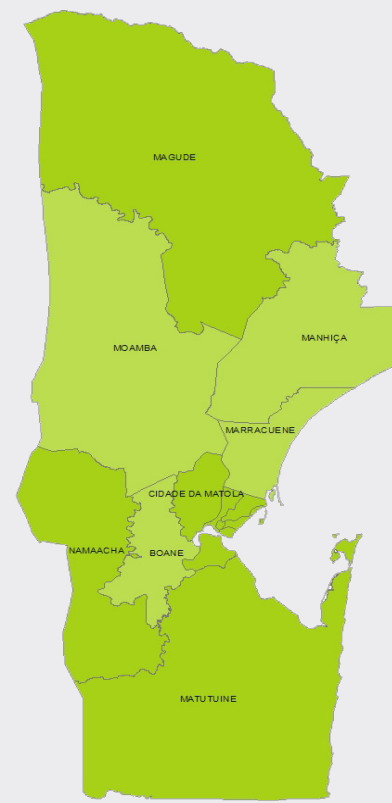 MAGUDE
MANHIÇA
MOAMBA
MARRACUENE
CIDADE DA MATOLA
NAMAACHA
BOANE
MATUTUINE